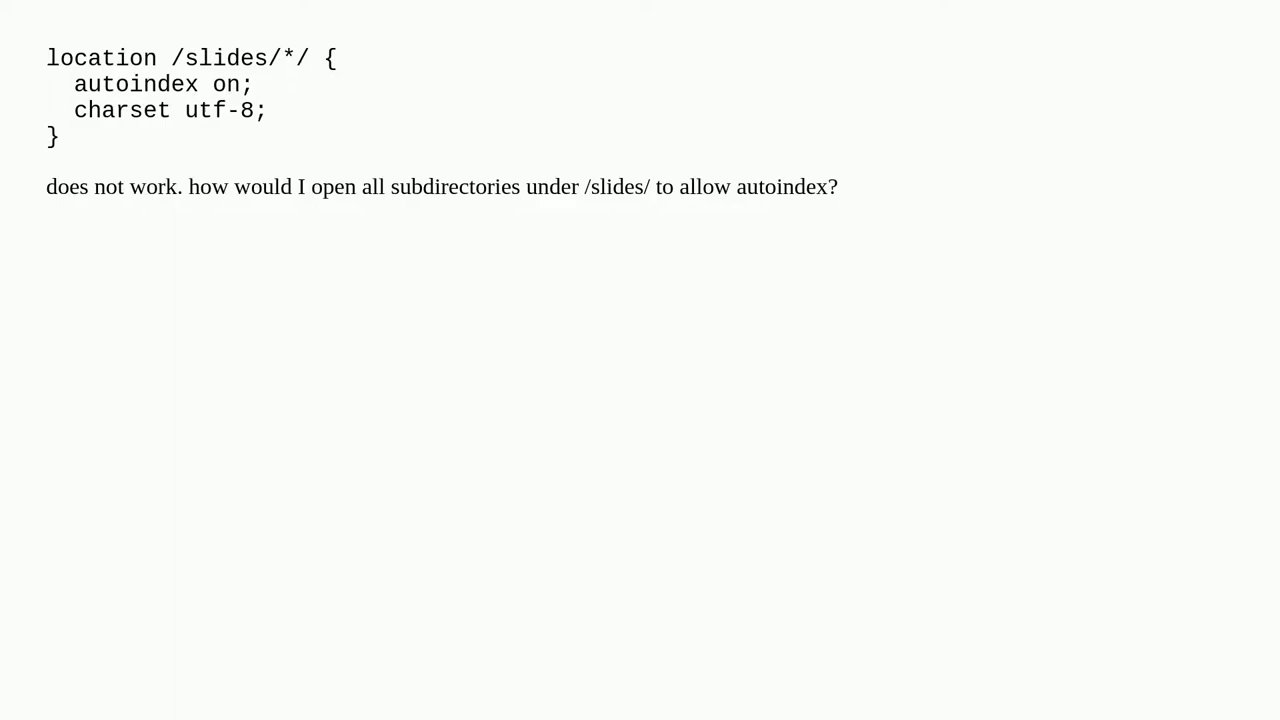 location /slides/*/ {
  autoindex on;
  charset utf-8;
}
does not work. how would I open all subdirectories under /slides/ to allow autoindex?